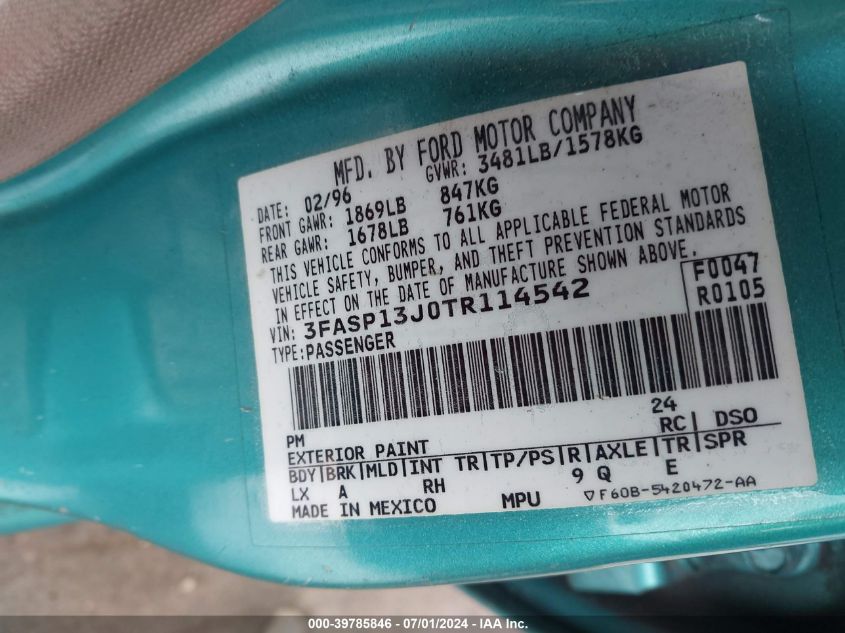 MFD. BY FORD MOTOR COMPANY
DATE: 02/96 GVWR: 3481LB/1578KG
FRONT GAWR: 1869LB 847KG
REAR GAWR: 1678LB 761KG
THIS VEHICLE CONFORMS TO ALL APPLICABLE FEDERAL MOTOR
VEHICLE SAFETY, BUMPER, AND THEFT PREVENTION STANDARDS
IN EFFECT ON THE DATE OF MANUFACTURE SHOWN ABOVE.
VIN: 3FASP13J0TR114542 F0047
TYPE: PASSENGER R0105
PM 24
EXTERIOR PAINT RC| DSO
BDY|BRK|MLD|INT TR|TP/PS|R|AXLE|TR|SPR
LX A RH 9 Q E
MADE IN MEXICO MPU ▽F60B-5420472-AA
000-39785846 - 07/01/2024 - IAA Inc.